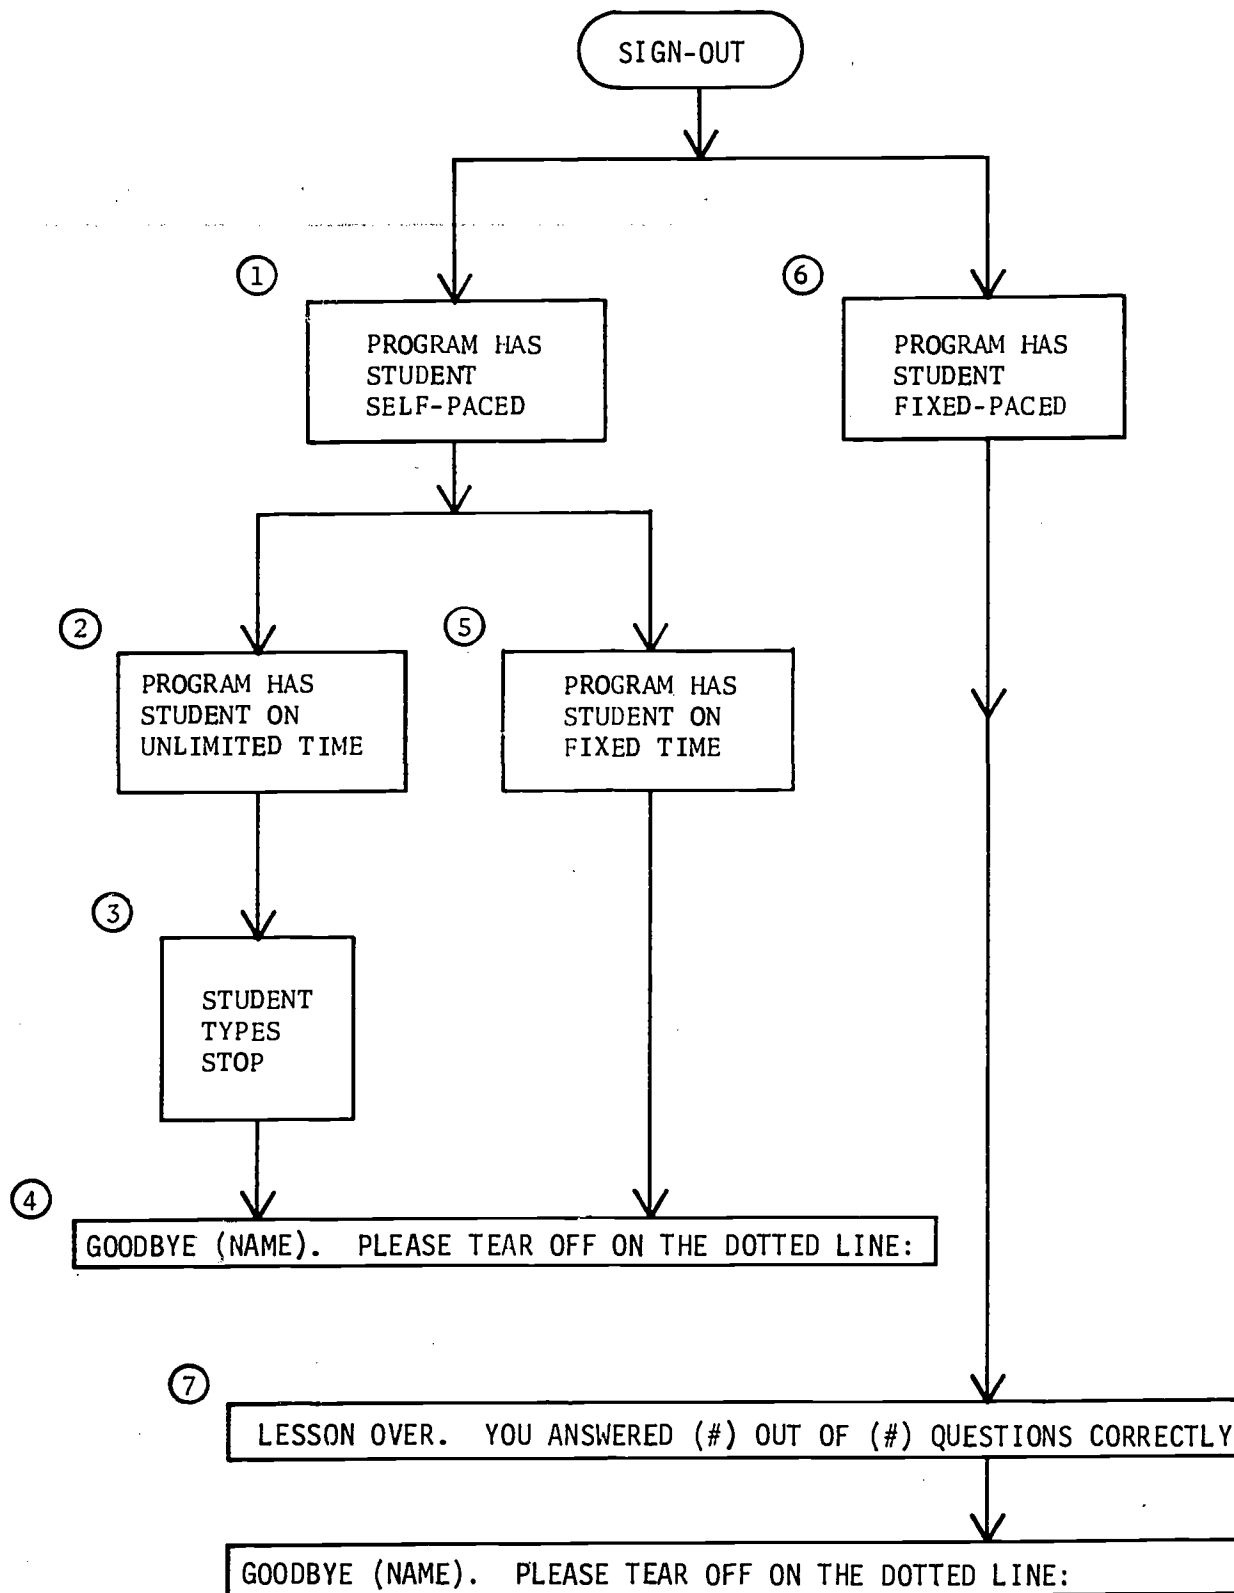 SIGN-OUT
1
PROGRAM HAS
STUDENT
SELF-PACED
6
PROGRAM HAS
STUDENT
FIXED-PACED
2
PROGRAM HAS
STUDENT ON
UNLIMITED TIME
5
PROGRAM HAS
STUDENT ON
FIXED TIME
3
STUDENT
TYPES
STOP
4
GOODBYE (NAME). PLEASE TEAR OFF ON THE DOTTED LINE:
7
LESSON OVER. YOU ANSWERED (#) OUT OF (#) QUESTIONS CORRECTLY
GOODBYE (NAME). PLEASE TEAR OFF ON THE DOTTED LINE: